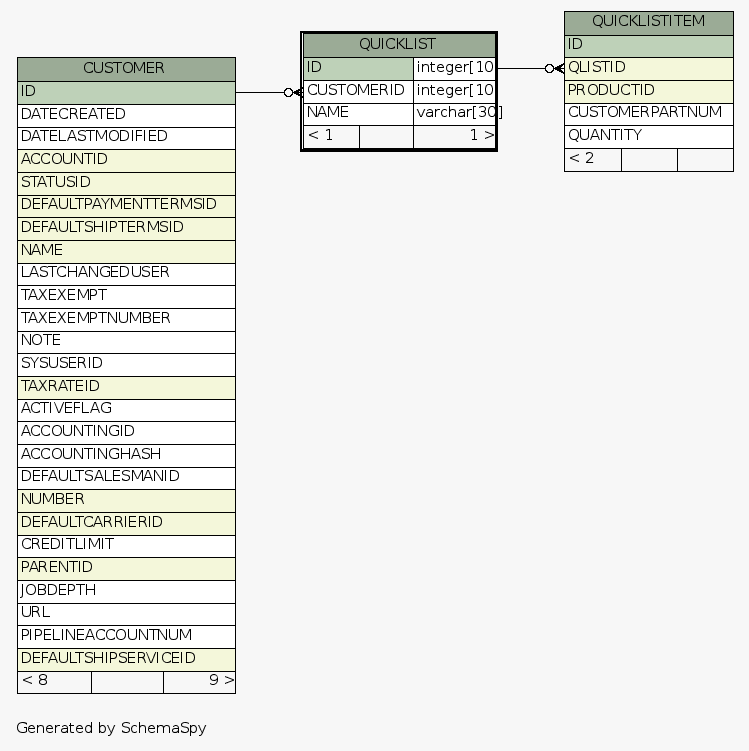 CUSTOMER
ID
DATECREATED
DATELASTMODIFIED
ACCOUNTID
STATUSID
DEFAULTPAYMENTTERMSID
DEFAULTSHIPTERMSID
NAME
LASTCHANGEDUSER
TAXEXEMPT
TAXEXEMPTNUMBER
NOTE
SYSUSERID
TAXRATEID
ACTIVEFLAG
ACCOUNTINGID
ACCOUNTINGHASH
DEFAULTSALESMANID
NUMBER
DEFAULTCARRIERID
CREDITLIMIT
PARENTID
JOBDEPTH
URL
PIPELINEACCOUNTNUM
DEFAULTSHIPSERVICEID
< 8 9 >
QUICKLIST
ID integer[10
CUSTOMERID integer[10
NAME varchar[30]
< 1 1 >
QUICKLISTITEM
ID
QLISTID
PRODUCTID
CUSTOMERPARTNUM
QUANTITY
< 2
Generated by SchemaSpy